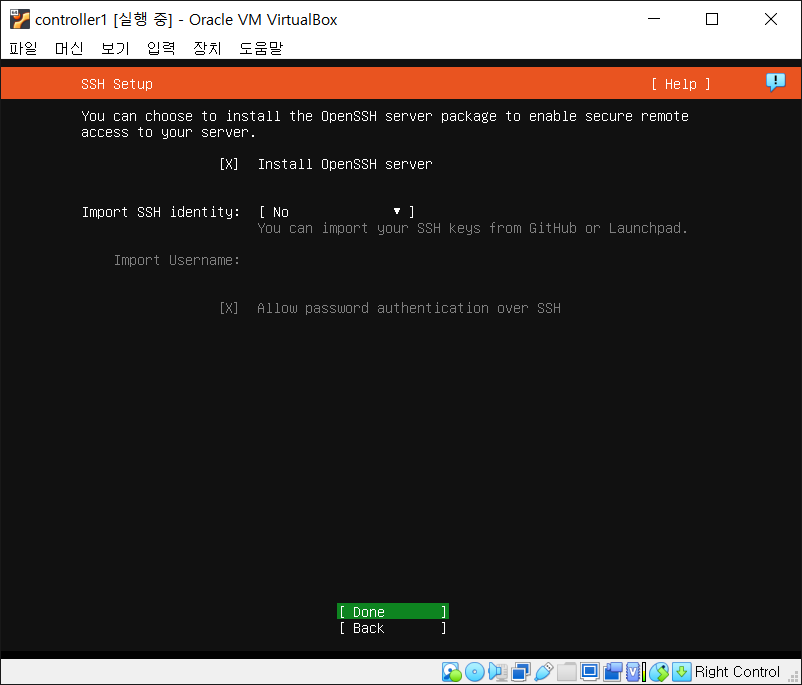 controller1 [실행 중] - Oracle VM VirtualBox
파일 머신 보기 입력 장치 도움말
SSH Setup [ Help ]
You can choose to install the OpenSSH server package to enable secure remote
access to your server.
[X] Install OpenSSH server
Import SSH identity: [ No ▼ ]
You can import your SSH keys from GitHub or Launchpad.
Import Username:
[X] Allow password authentication over SSH
[ Done ]
[ Back ]
Right Control